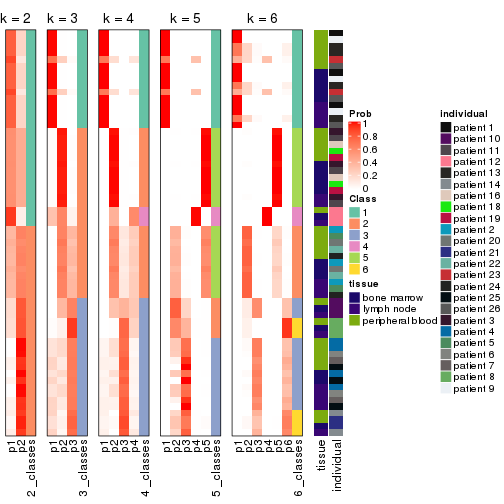 k = 2 k = 3 k = 4 k = 5 k = 6
Prob
1
0.8
0.6
0.4
0.2
0
Class
1
2
3
4
5
6
tissue
bone marrow
lymph node
peripheral blood
Individual
patient 1
patient 10
patient 11
patient 12
patient 13
patient 14
patient 16
patient 18
patient 19
patient 2
patient 20
patient 21
patient 22
patient 23
patient 24
patient 25
patient 26
patient 3
patient 4
patient 5
patient 6
patient 7
patient 8
patient 9
p1 p2 2_classes p1 p2 p3 3_classes p1 p2 p3 p4 4_classes p1 p2 p3 p4 p5 5_classes p1 p2 p3 p4 p5 p6 6_classes tissue individual